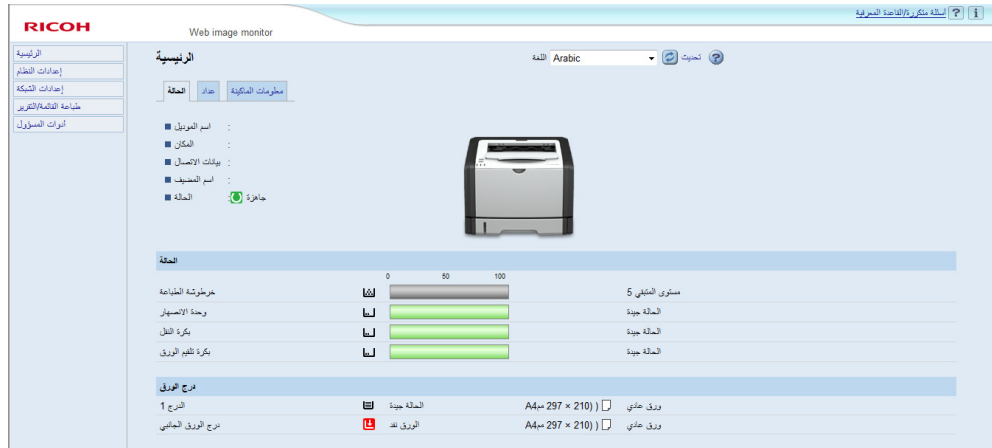 أسئلة متكررة/القاعدة المعرفية
RICOH
Web image monitor
الرئيسية
إعدادات النظام
إعدادات الشبكة
طباعة القائمة/التقرير
أدوات المسؤول
الرئيسية
اللغة Arabic تحديث
الحالة عداد معلومات الماكينة
اسم الموديل :
المكان :
بيانات الاتصال :
اسم المضيف :
الحالة : جاهزة
الحالة
0 50 100
خرطوشة الطباعة مستوى المتبقي 5
وحدة الانصهار الحالة جيدة
بكرة النقل الحالة جيدة
بكرة تلقيم الورق الحالة جيدة
درج الورق
الدرج 1 الحالة جيدة A4مم 297 × 210) ) ورق عادي
درج الورق الجانبي الورق نفد A4مم 297 × 210) ) ورق عادي